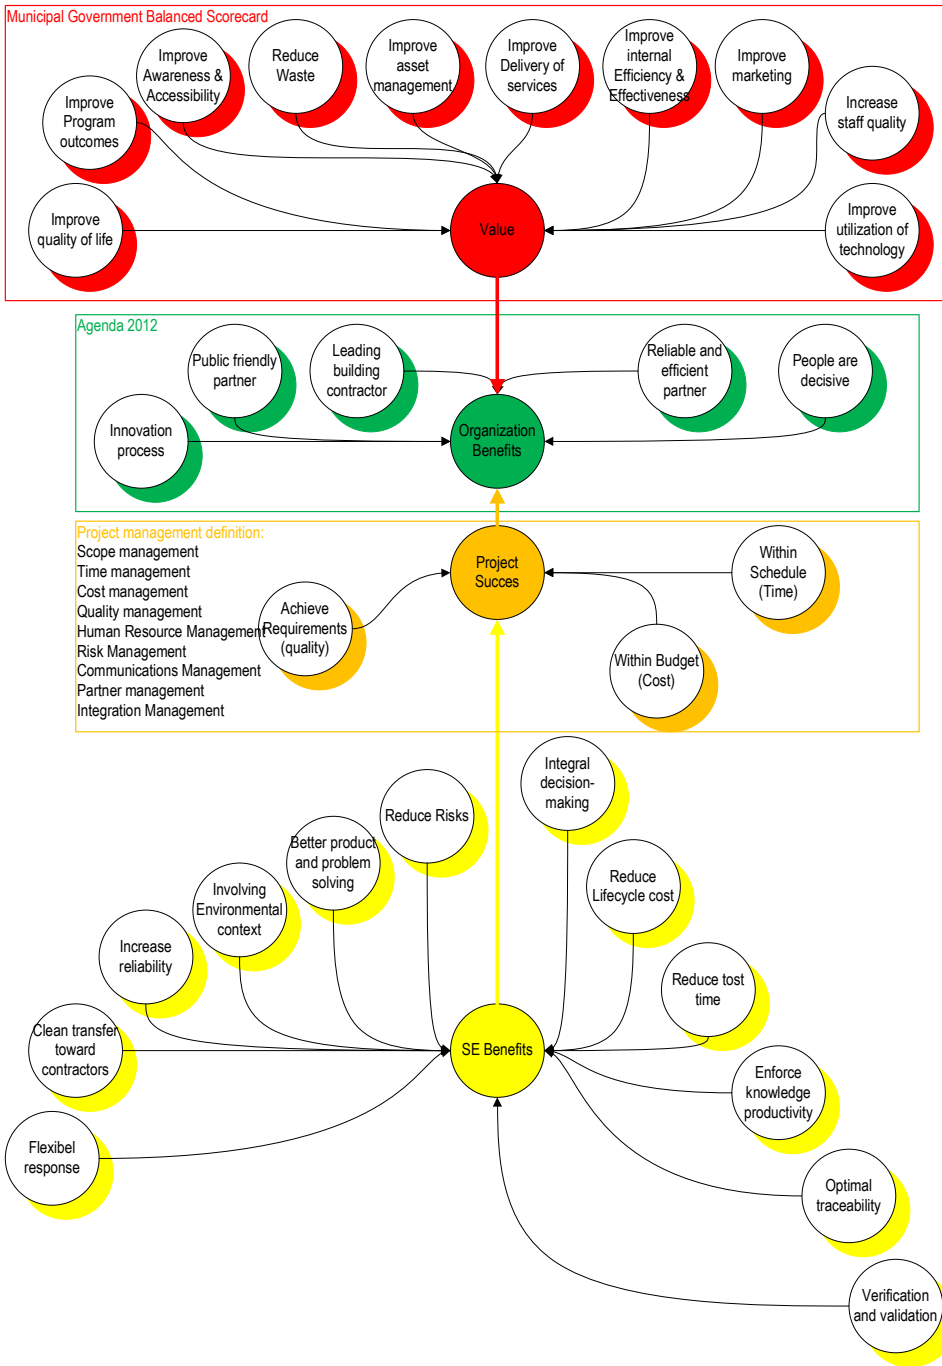 Municipal Government Balanced Scorecard
Improve
Program
outcomes
Improve
Awareness &
Accessibility
Reduce
Waste
Improve
asset
management
Improve
Delivery of
services
Improve
internal
Efficiency &
Effectiveness
Improve
marketing
Increase
staff quality
Improve
quality of life
Value
Improve
utilization of
technology
Agenda 2012
Public friendly
partner
Leading
building
contractor
Reliable and
efficient
partner
People are
decisive
Innovation
process
Organization
Benefits
Project management definition:
Scope management
Time management
Cost management
Quality management
Human Resource Management
Risk Management
Communications Management
Partner management
Integration Management
Achieve
Requirements
(quality)
Project
Succes
Within
Schedule
(Time)
Within Budget
(Cost)
Integral
decision-
making
Reduce Risks
Better product
and problem
solving
Reduce
Lifecycle cost
Involving
Environmental
context
Increase
reliability
Reduce tost
time
Clean transfer
toward
contractors
SE Benefits
Enforce
knowledge
productivity
Flexibel
response
Optimal
traceability
Verification
and validation